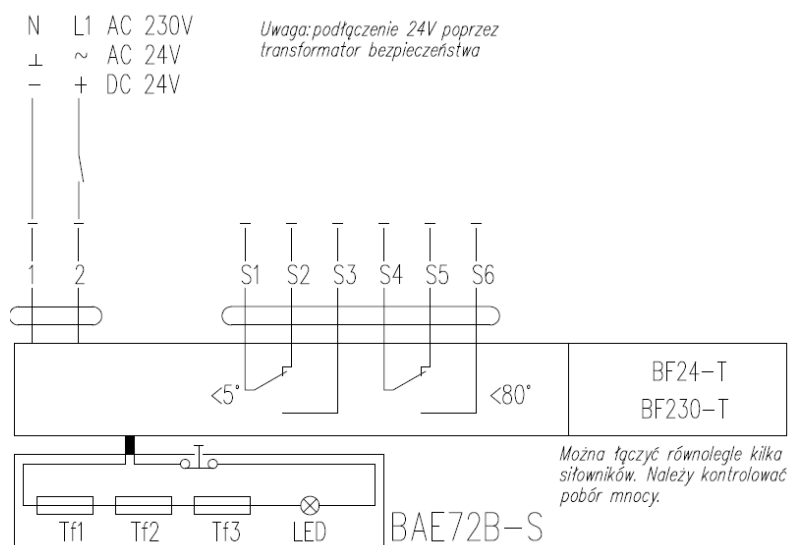 N L1 AC 230V
⊥ ~ AC 24V
− + DC 24V
Uwaga: podłączenie 24V poprzez
transformator bezpieczeństwa
1 2 S1 S2 S3 S4 S5 S6
<5° <80°
BF24-T
BF230-T
Można łączyć równolegle kilka
siłowników. Należy kontrolować
pobór mnocy.
Tf1 Tf2 Tf3 LED
BAE72B-S